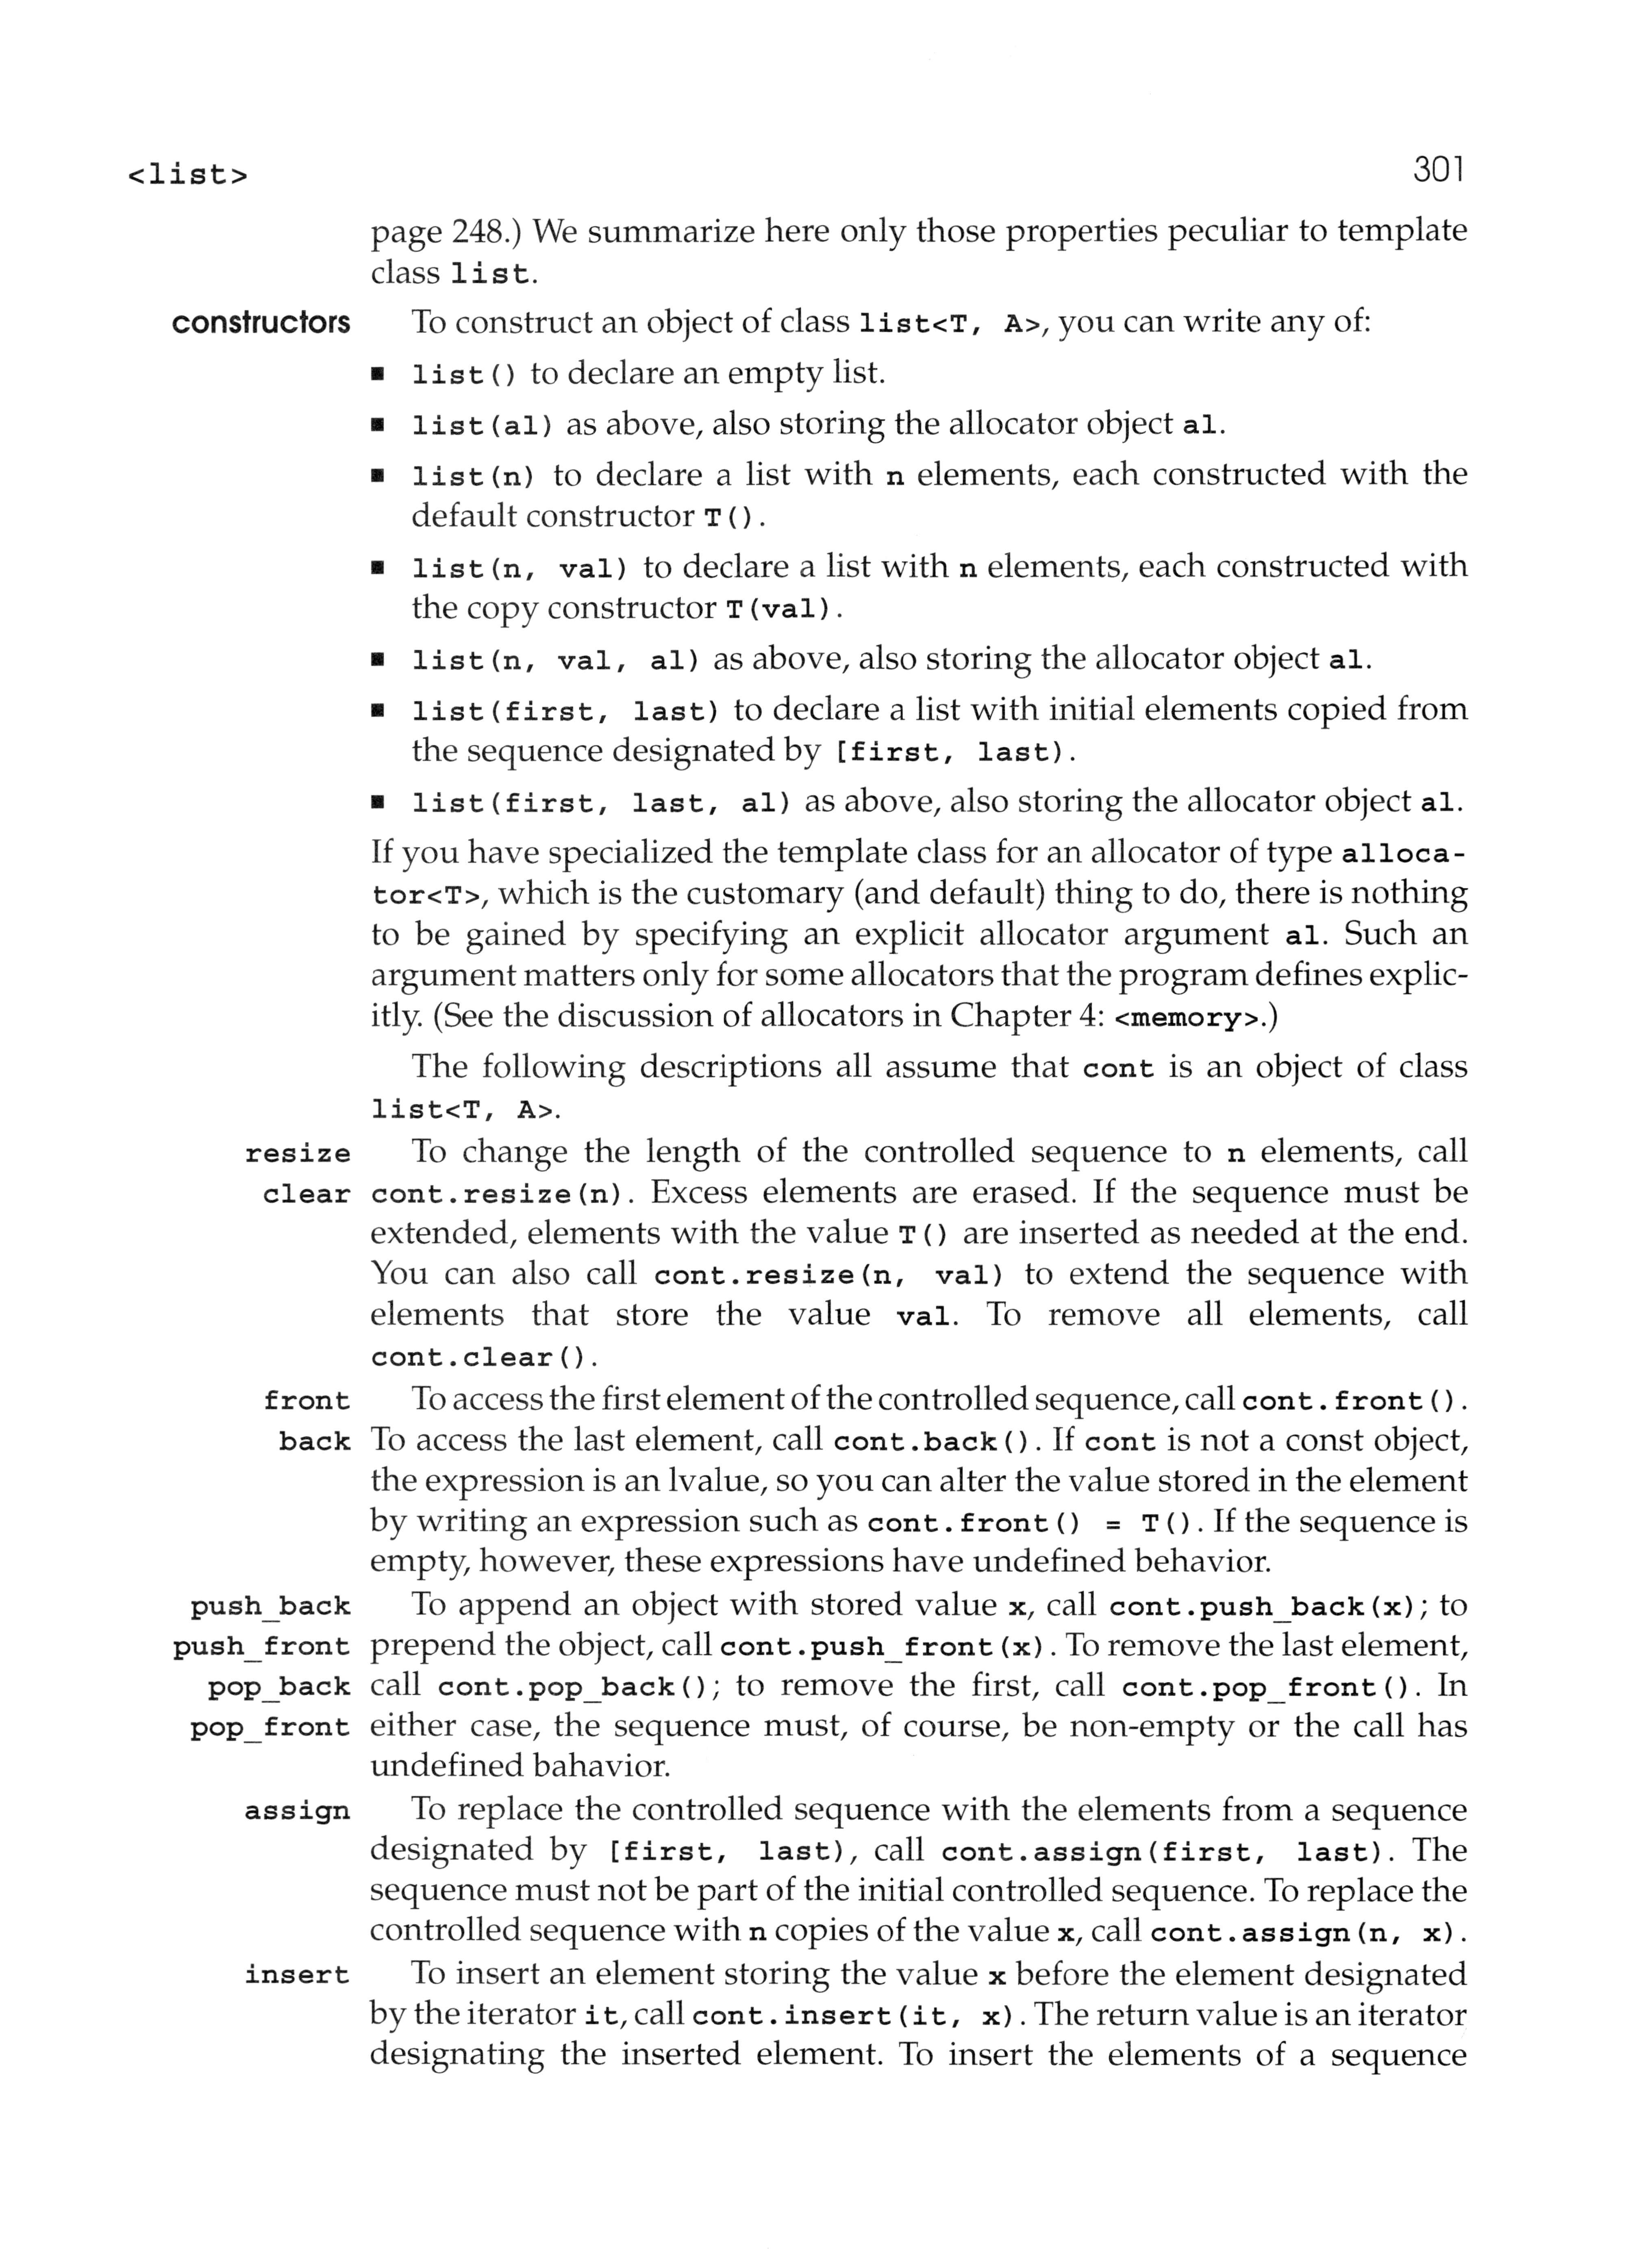 <list> 301
page 248.) We summarize here only those properties peculiar to template
class list.
constructors To construct an object of class list<T, A>, you can write any of:
■ list() to declare an empty list.
■ list(al) as above, also storing the allocator object al.
■ list(n) to declare a list with n elements, each constructed with the
default constructor T().
■ list(n, val) to declare a list with n elements, each constructed with
the copy constructor T(val).
■ list(n, val, al) as above, also storing the allocator object al.
■ list(first, last) to declare a list with initial elements copied from
the sequence designated by [first, last).
■ list(first, last, al) as above, also storing the allocator object al.
If you have specialized the template class for an allocator of type alloca-
tor<T>, which is the customary (and default) thing to do, there is nothing
to be gained by specifying an explicit allocator argument al. Such an
argument matters only for some allocators that the program defines explic-
itly. (See the discussion of allocators in Chapter 4: <memory>.)
The following descriptions all assume that cont is an object of class
list<T, A>.
resize To change the length of the controlled sequence to n elements, call
clear cont.resize(n). Excess elements are erased. If the sequence must be
extended, elements with the value T() are inserted as needed at the end.
You can also call cont.resize(n, val) to extend the sequence with
elements that store the value val. To remove all elements, call
cont.clear().
front To access the first element of the controlled sequence, call cont.front().
back To access the last element, call cont.back(). If cont is not a const object,
the expression is an lvalue, so you can alter the value stored in the element
by writing an expression such as cont.front() = T(). If the sequence is
empty, however, these expressions have undefined behavior.
push_back To append an object with stored value x, call cont.push_back(x); to
push_front prepend the object, call cont.push_front(x). To remove the last element,
pop_back call cont.pop_back(); to remove the first, call cont.pop_front(). In
pop_front either case, the sequence must, of course, be non-empty or the call has
undefined bahavior.
assign To replace the controlled sequence with the elements from a sequence
designated by [first, last), call cont.assign(first, last). The
sequence must not be part of the initial controlled sequence. To replace the
controlled sequence with n copies of the value x, call cont.assign(n, x).
insert To insert an element storing the value x before the element designated
by the iterator it, call cont.insert(it, x). The return value is an iterator
designating the inserted element. To insert the elements of a sequence